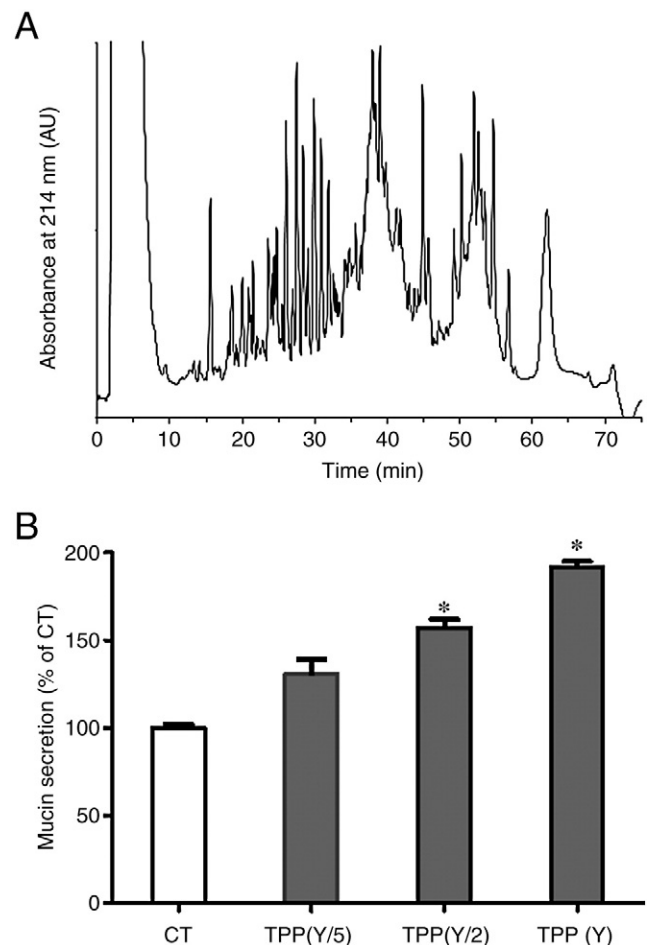 A
Absorbance at 214 nm (AU)
0 10 20 30 40 50 60 70
Time (min)
B
Mucin secretion (% of CT)
200
150
100
50
0
* *
CT TPP(Y/5) TPP(Y/2) TPP (Y)